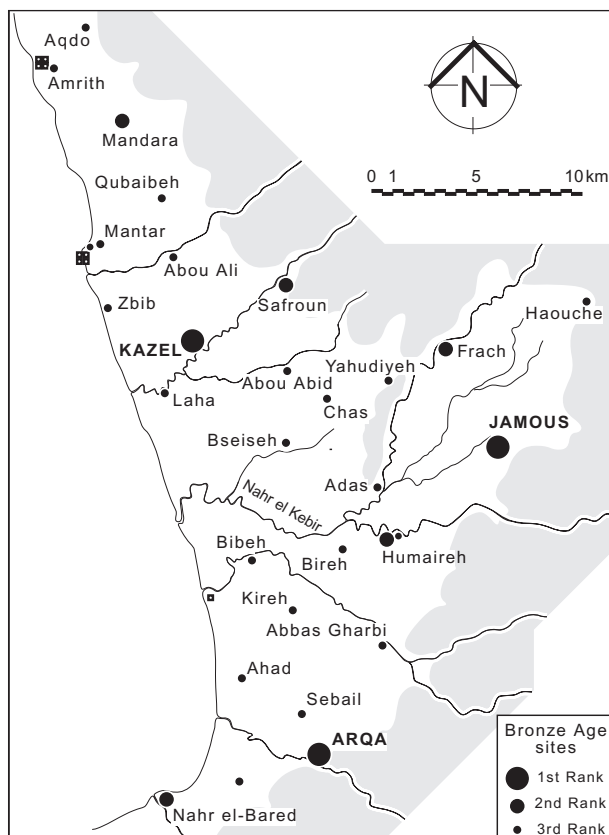 Aqdo
Amrith
N
Mandara
0 1 5 10 km
Qubaibeh
Mantar
Abou Ali
Safroun
Haouche
Zbib
KAZEL
Frach
Yahudiyeh
Abou Abid
Laha
Chas
JAMOUS
Bseiseh
Adas
Nahr el Kebir
Bibeh
Bireh
Humaireh
Kireh
Abbas Gharbi
Ahad
Sebail
ARQA
Bronze Age
sites
1st Rank
2nd Rank
3rd Rank
Nahr el-Bared